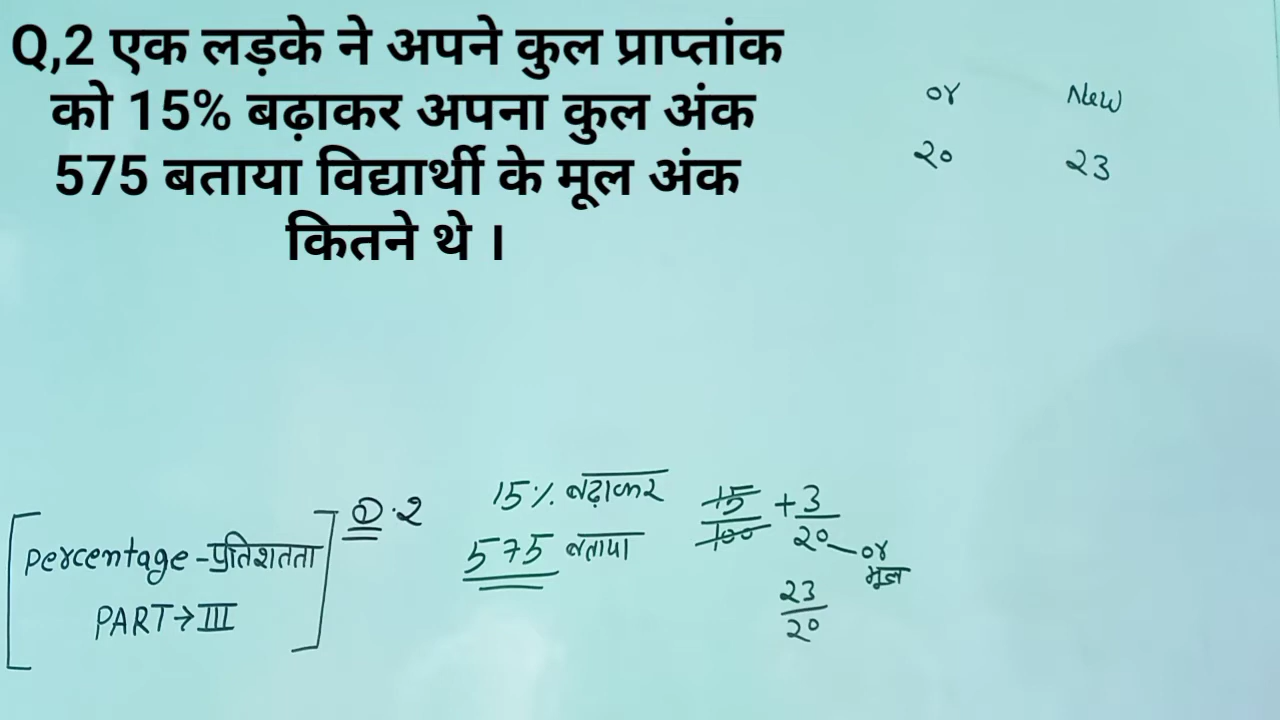 Q,2 एक लड़के ने अपने कुल प्राप्तांक
को 15% बढ़ाकर अपना कुल अंक
575 बताया विद्यार्थी के मूल अंक
कितने थे ।
or New
20 23
[Percentage-प्रतिशतता
PART→III]
Q.2
15% बढ़ाकर
575 बताया
15/100 +3/20 or
मूल
23/20